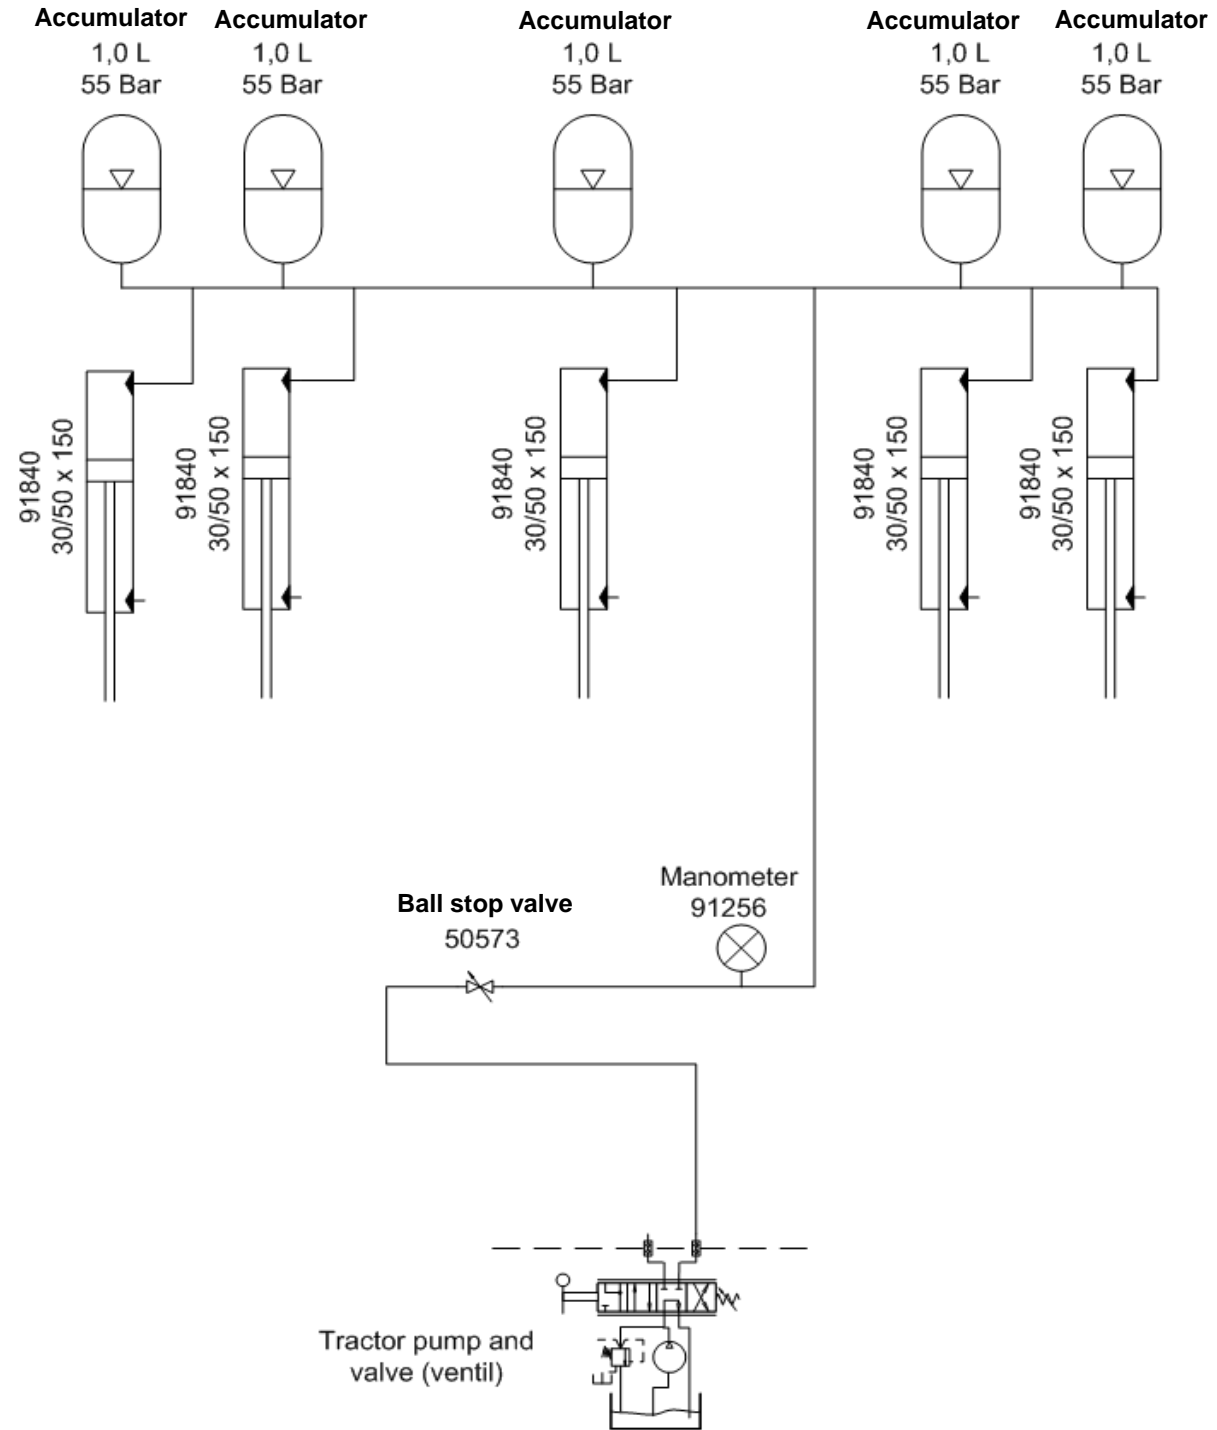 Accumulator
1,0 L
55 Bar
Accumulator
1,0 L
55 Bar
Accumulator
1,0 L
55 Bar
Accumulator
1,0 L
55 Bar
Accumulator
1,0 L
55 Bar
91840
30/50 x 150
91840
30/50 x 150
91840
30/50 x 150
91840
30/50 x 150
91840
30/50 x 150
Manometer
91256
Ball stop valve
50573
Tractor pump and
valve (ventil)